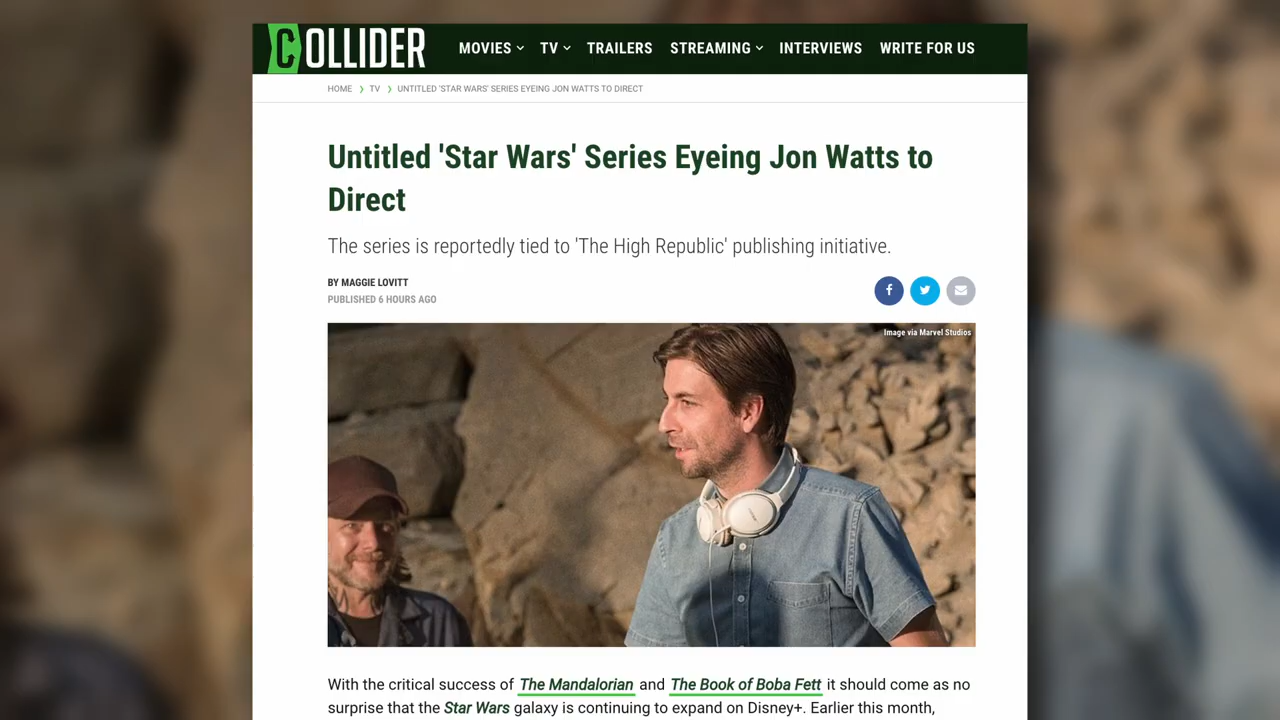 COLLIDER MOVIES TV TRAILERS STREAMING INTERVIEWS WRITE FOR US
HOME TV UNTITLED 'STAR WARS' SERIES EYEING JON WATTS TO DIRECT
Untitled 'Star Wars' Series Eyeing Jon Watts to
Direct
The series is reportedly tied to 'The High Republic' publishing initiative.
BY MAGGIE LOVITT
PUBLISHED 6 HOURS AGO
Image via Marvel Studios
With the critical success of The Mandalorian and The Book of Boba Fett it should come as no
surprise that the Star Wars galaxy is continuing to expand on Disney+. Earlier this month,